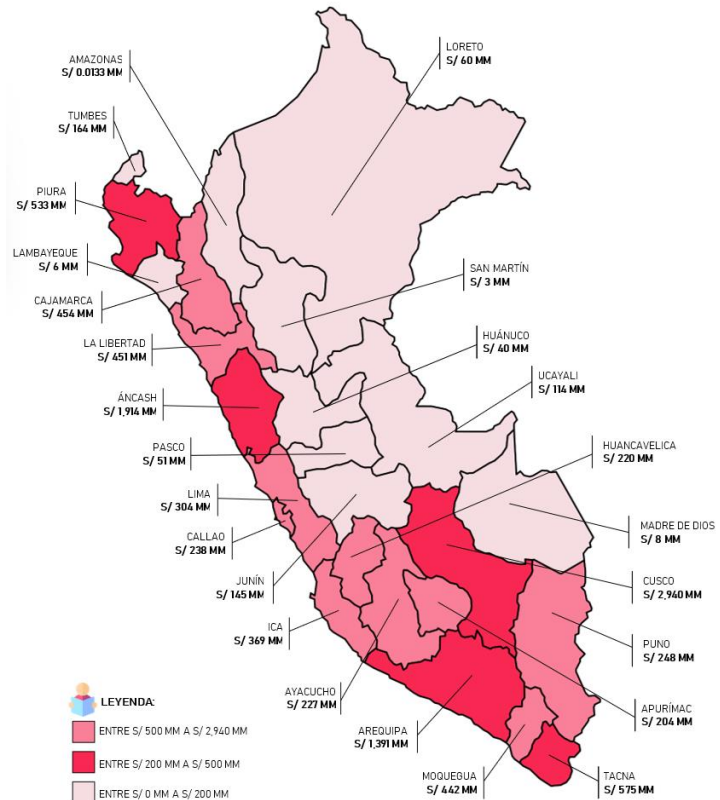 AMAZONAS
S/ 0.0133 MM
LORETO
S/ 60 MM
TUMBES
S/ 164 MM
PIURA
S/ 533 MM
LAMBAYEQUE
S/ 6 MM
CAJAMARCA
S/ 454 MM
SAN MARTÍN
S/ 3 MM
LA LIBERTAD
S/ 451 MM
HUÁNUCO
S/ 40 MM
UCAYALI
S/ 114 MM
ÁNCASH
S/ 1,914 MM
PASCO
S/ 51 MM
HUANCAVELICA
S/ 220 MM
LIMA
S/ 304 MM
CALLAO
S/ 238 MM
MADRE DE DIOS
S/ 8 MM
JUNÍN
S/ 145 MM
CUSCO
S/ 2,940 MM
ICA
S/ 369 MM
PUNO
S/ 248 MM
AYACUCHO
S/ 227 MM
APURÍMAC
S/ 204 MM
AREQUIPA
S/ 1,391 MM
MOQUEGUA
S/ 442 MM
TACNA
S/ 575 MM
LEYENDA:
ENTRE S/ 500 MM A S/ 2,940 MM
ENTRE S/ 200 MM A S/ 500 MM
ENTRE S/ 0 MM A S/ 200 MM